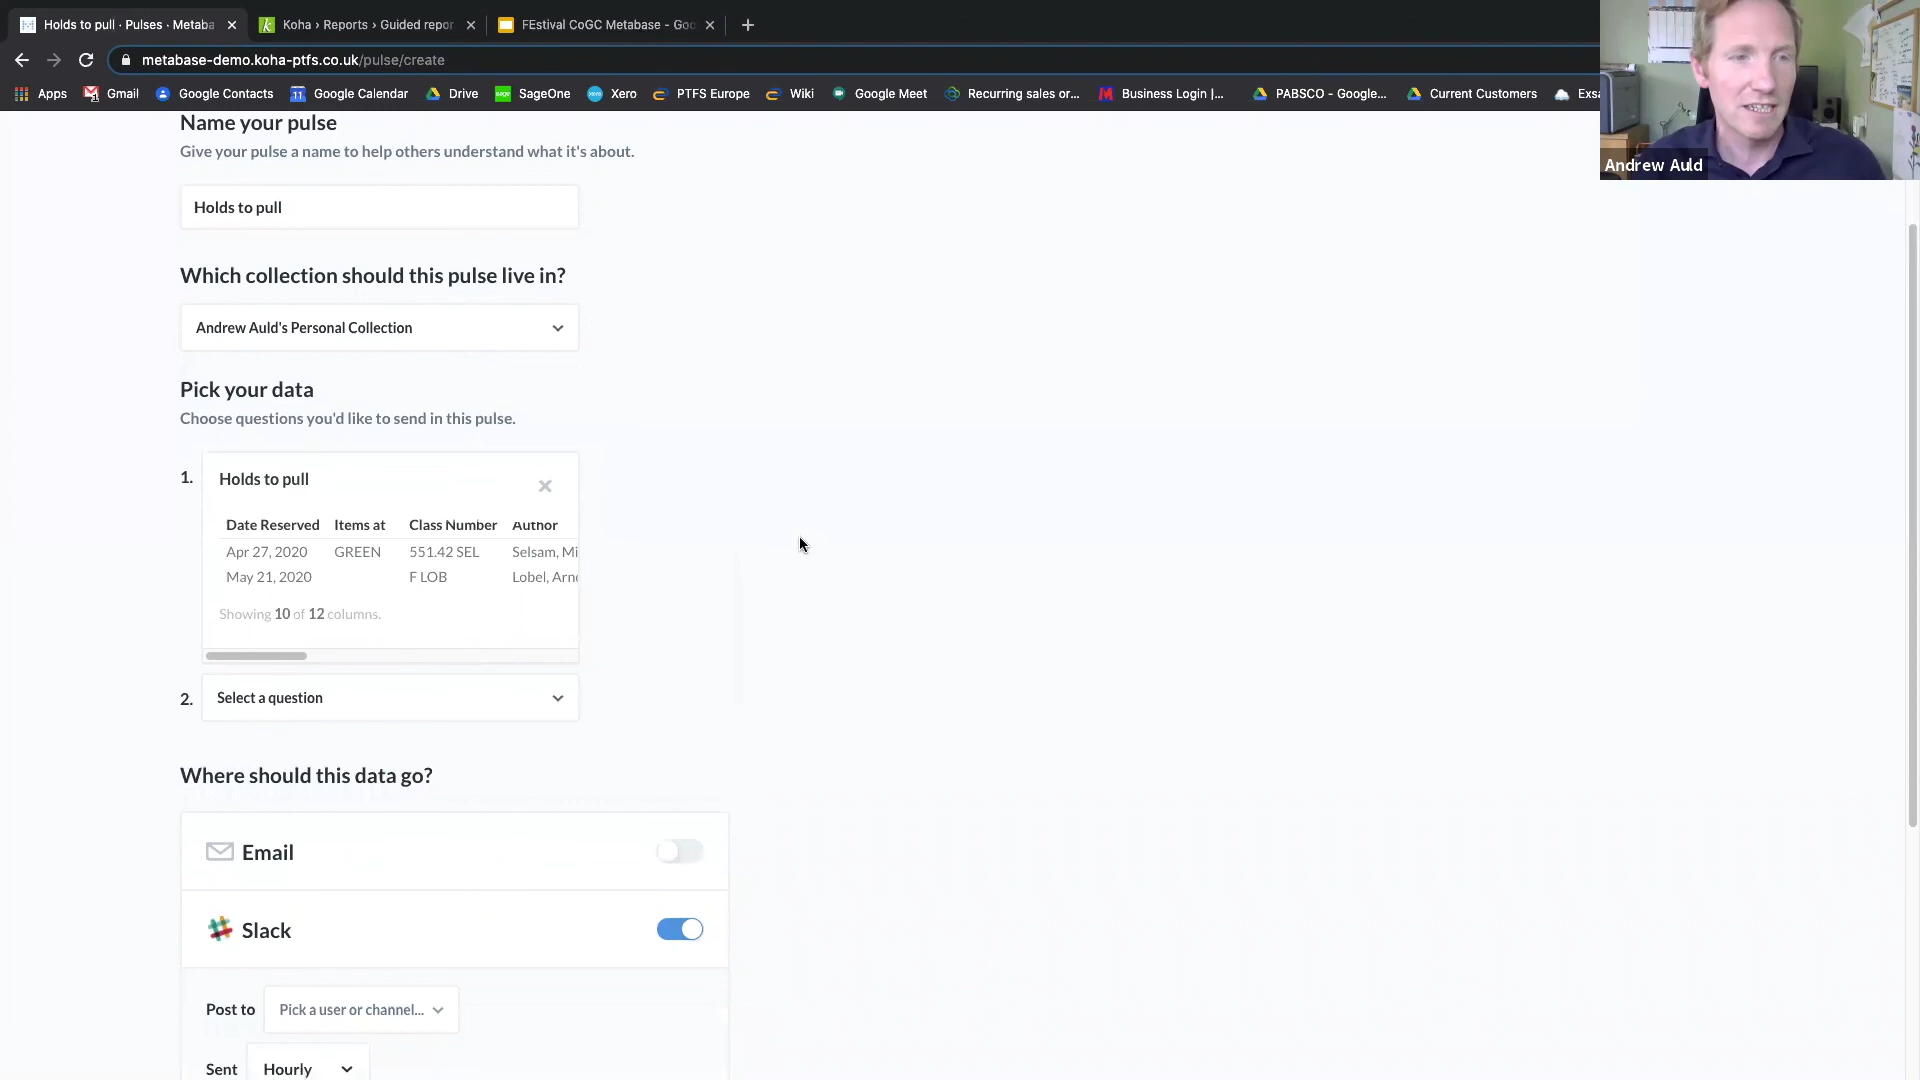 Holds to pull · Pulses · Metaba
Koha › Reports › Guided repor
FEstival CoGC Metabase - Goo
metabase-demo.koha-ptfs.co.uk/pulse/create
Apps
Gmail
Google Contacts
Google Calendar
Drive
SageOne
Xero
PTFS Europe
Wiki
Google Meet
Recurring sales or...
Business Login |...
PABSCO - Google...
Current Customers
Exsa
Andrew Auld
Name your pulse
Give your pulse a name to help others understand what it's about.
Holds to pull
Which collection should this pulse live in?
Andrew Auld's Personal Collection
Pick your data
Choose questions you'd like to send in this pulse.
1. Holds to pull
Date Reserved Items at Class Number Author
Apr 27, 2020 GREEN 551.42 SEL Selsam, Mi
May 21, 2020 F LOB Lobel, Arno
Showing 10 of 12 columns.
2. Select a question
Where should this data go?
Email
Slack
Post to Pick a user or channel...
Sent Hourly